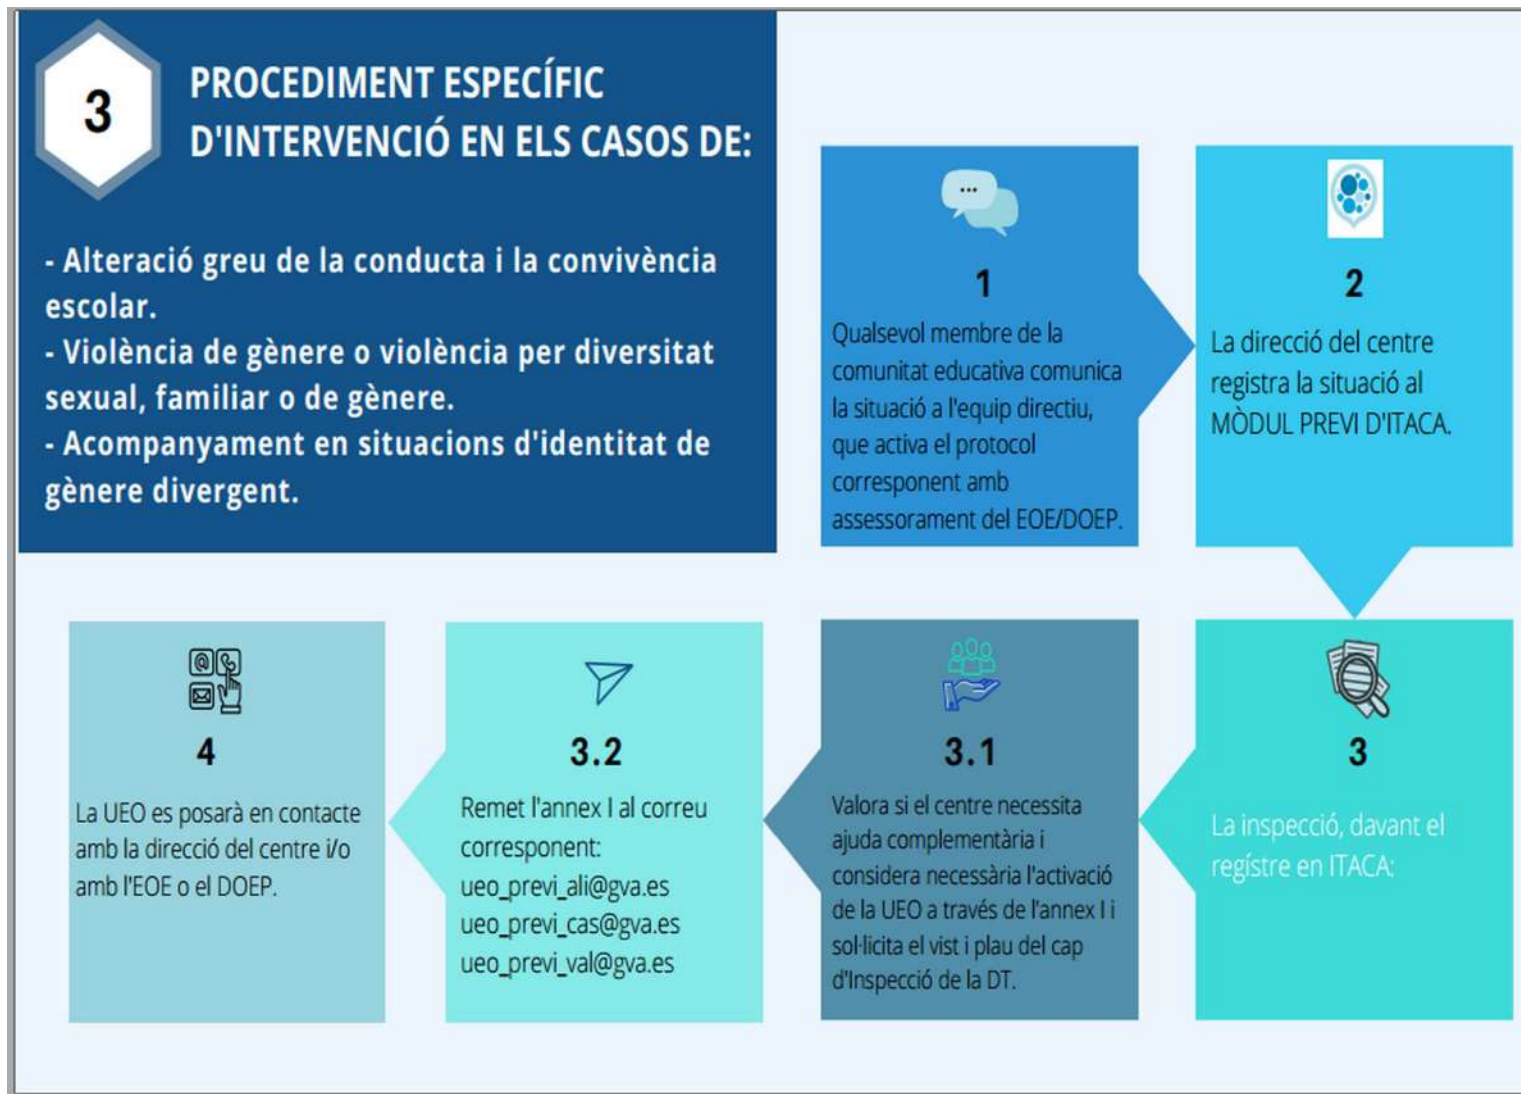 3
PROCEDIMENT ESPECÍFIC
D'INTERVENCIÓ EN ELS CASOS DE:
- Alteració greu de la conducta i la convivència
escolar.
- Violència de gènere o violència per diversitat
sexual, familiar o de gènere.
- Acompanyament en situacions d'identitat de
gènere divergent.
1
Qualsevol membre de la
comunitat educativa comunica
la situació a l'equip directiu,
que activa el protocol
corresponent amb
assessorament del EOE/DOEP.
2
La direcció del centre
registra la situació al
MÒDUL PREVI D'ITACA.
3
La inspecció, davant el
regístre en ITACA:
3.1
Valora si el centre necessita
ajuda complementària i
considera necessària l'activació
de la UEO a través de l'annex I i
sol·licita el vist i plau del cap
d'Inspecció de la DT.
3.2
Remet l'annex I al correu
corresponent:
ueo_previ_ali@gva.es
ueo_previ_cas@gva.es
ueo_previ_val@gva.es
4
La UEO es posarà en contacte
amb la direcció del centre i/o
amb l'EOE o el DOEP.